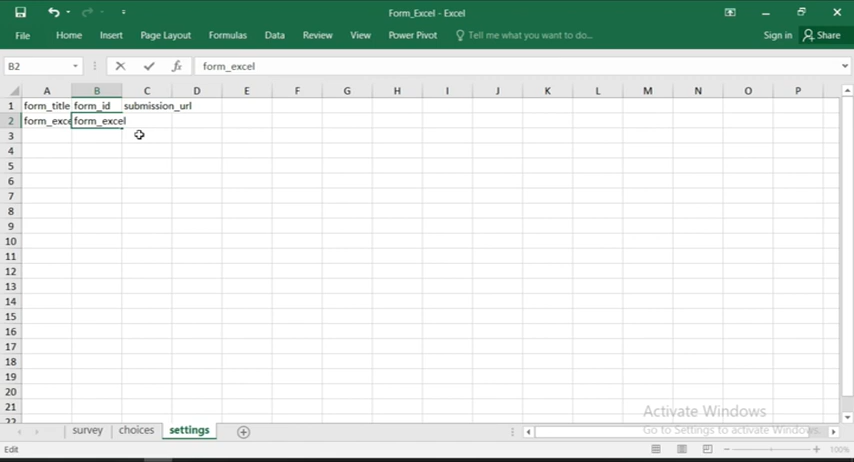 Form_Excel - Excel
File Home Insert Page Layout Formulas Data Review View Power Pivot Tell me what you want to do... Sign in Share
B2 fx form_excel
A B C D E F G H I J K L M N O P
1 form_title form_id submission_url
2 form_exce form_excel
3
4
5
6
7
8
9
10
11
12
13
14
15
16
17
18
19
20
21
22
Activate Windows
Go to Settings to activate Windows.
survey choices settings
Edit 100%